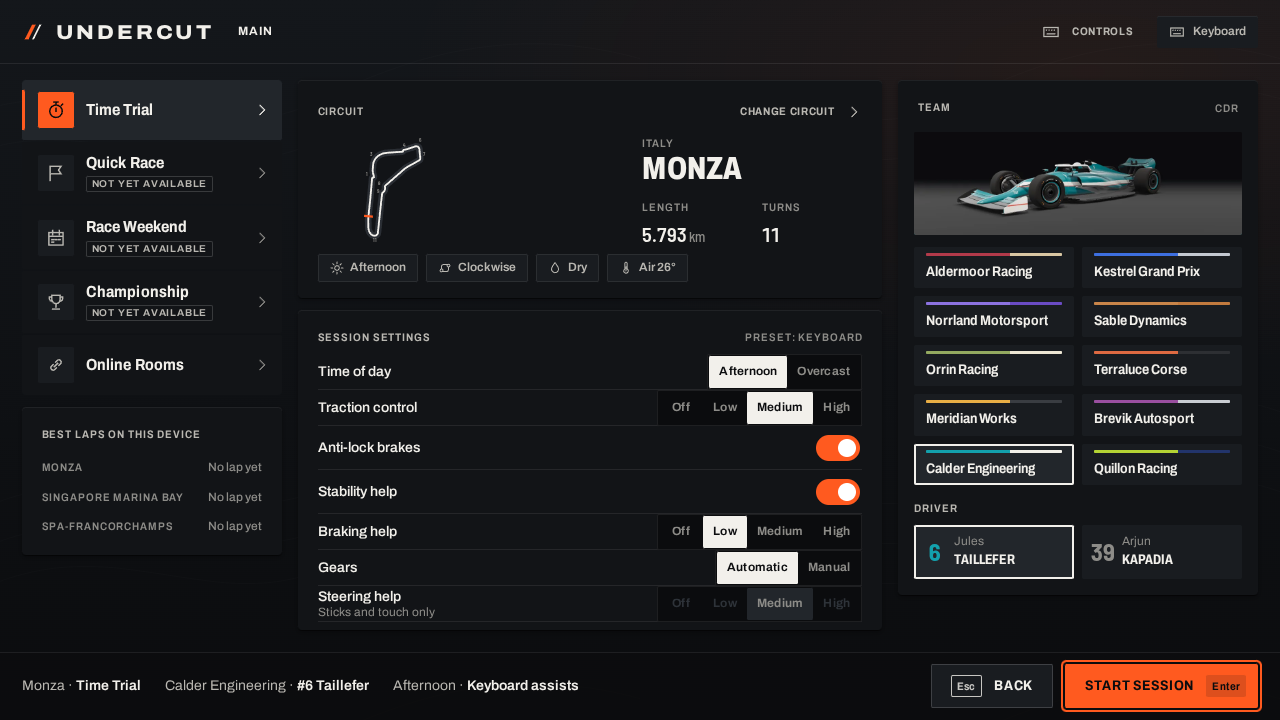 UNDERCUT MAIN
CONTROLS
Keyboard
Time Trial
Quick Race
NOT YET AVAILABLE
Race Weekend
NOT YET AVAILABLE
Championship
NOT YET AVAILABLE
Online Rooms
BEST LAPS ON THIS DEVICE
MONZA No lap yet
SINGAPORE MARINA BAY No lap yet
SPA-FRANCORCHAMPS No lap yet
CIRCUIT
CHANGE CIRCUIT
ITALY
MONZA
LENGTH TURNS
5.793 km 11
Afternoon Clockwise Dry Air 26°
SESSION SETTINGS PRESET: KEYBOARD
Time of day Afternoon Overcast
Traction control Off Low Medium High
Anti-lock brakes
Stability help
Braking help Off Low Medium High
Gears Automatic Manual
Steering help
Sticks and touch only
Off Low Medium High
TEAM CDR
Aldermoor Racing Kestrel Grand Prix
Norrland Motorsport Sable Dynamics
Orrin Racing Terraluce Corse
Meridian Works Brevik Autosport
Calder Engineering Quillon Racing
DRIVER
6 Jules TAILLEFER
39 Arjun KAPADIA
Monza · Time Trial Calder Engineering · #6 Taillefer Afternoon · Keyboard assists
Esc BACK
START SESSION Enter